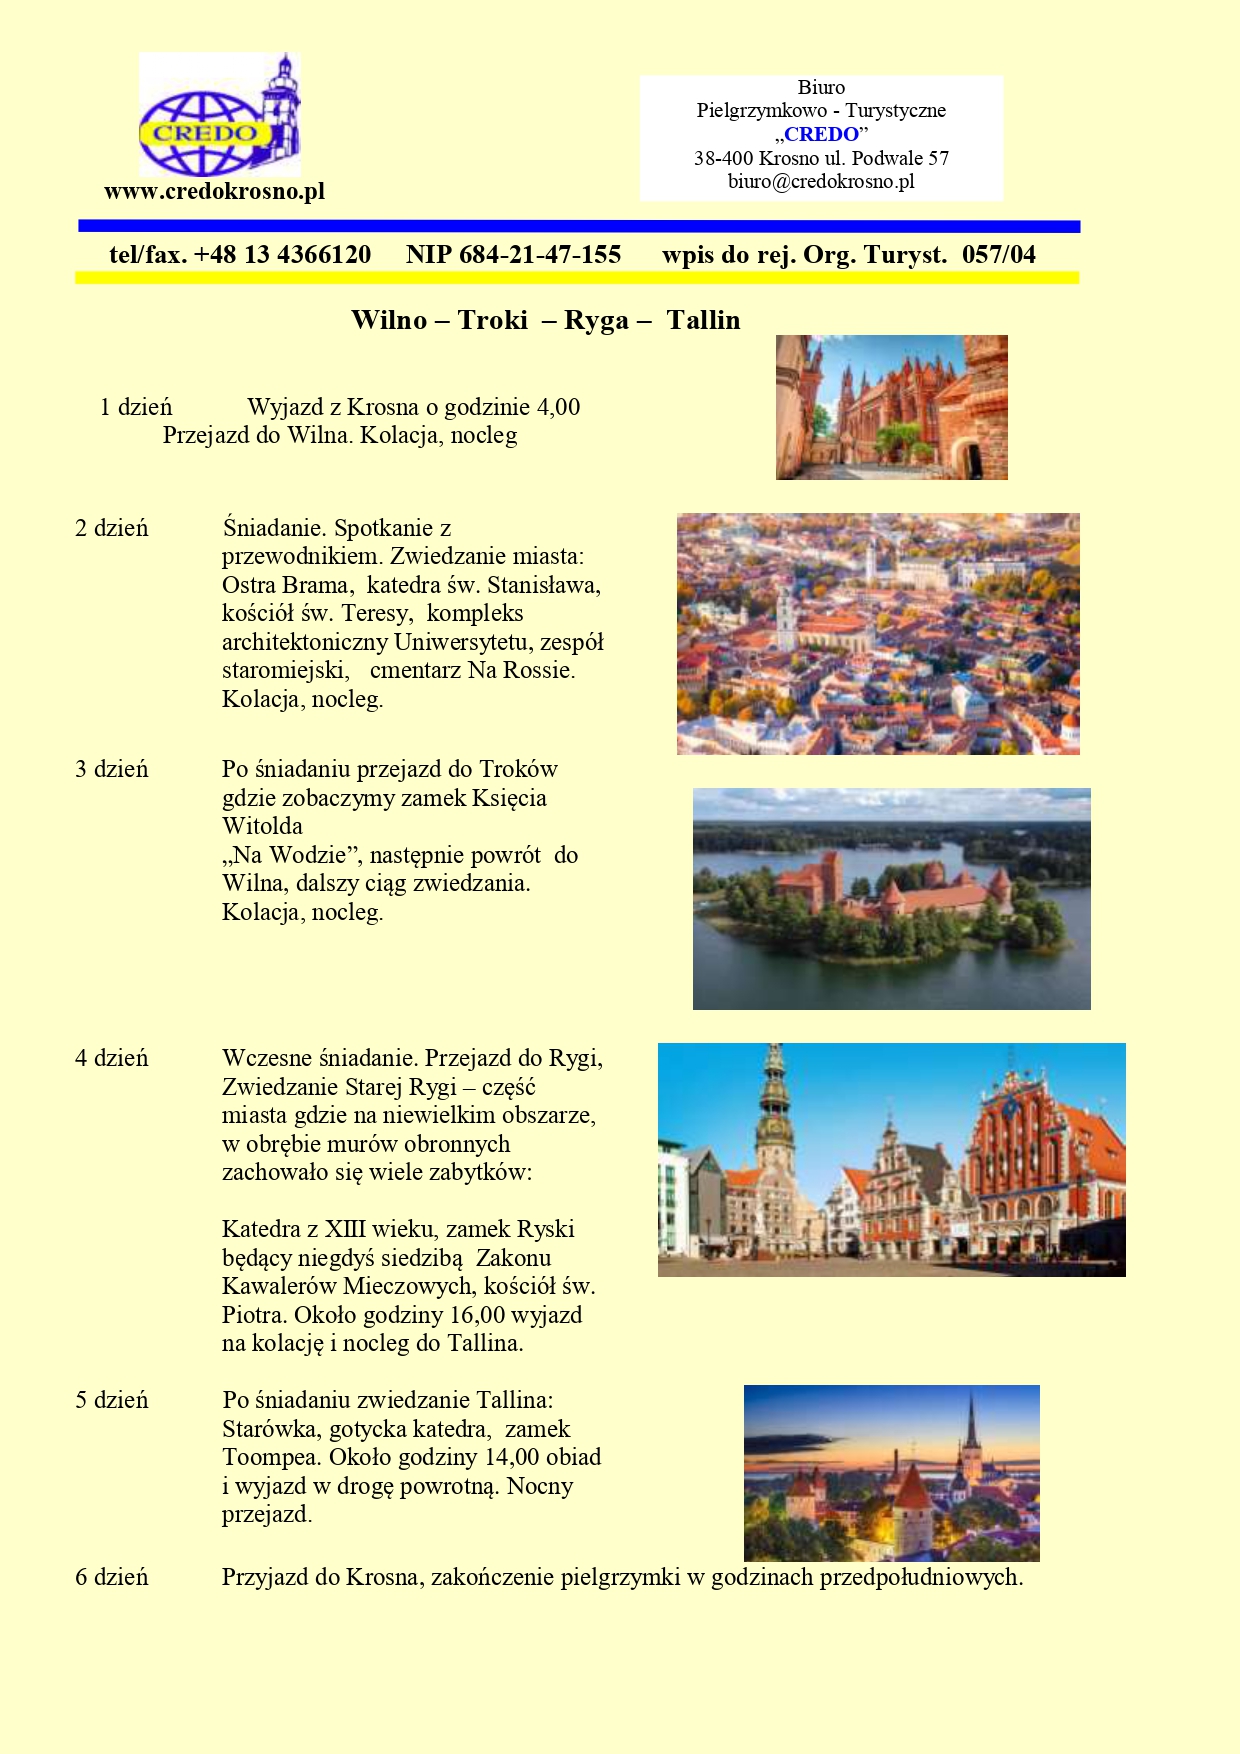 CREDO
www.credokrosno.pl
Biuro
Pielgrzymkowo - Turystyczne
„CREDO”
38-400 Krosno ul. Podwale 57
biuro@credokrosno.pl
tel/fax. +48 13 4366120 NIP 684-21-47-155 wpis do rej. Org. Turyst. 057/04
Wilno – Troki – Ryga – Tallin
1 dzień Wyjazd z Krosna o godzinie 4,00
Przejazd do Wilna. Kolacja, nocleg
2 dzień Śniadanie. Spotkanie z
przewodnikiem. Zwiedzanie miasta:
Ostra Brama, katedra św. Stanisława,
kościół św. Teresy, kompleks
architektoniczny Uniwersytetu, zespół
staromiejski, cmentarz Na Rossie.
Kolacja, nocleg.
3 dzień Po śniadaniu przejazd do Troków
gdzie zobaczymy zamek Księcia
Witolda
„Na Wodzie”, następnie powrót do
Wilna, dalszy ciąg zwiedzania.
Kolacja, nocleg.
4 dzień Wczesne śniadanie. Przejazd do Rygi,
Zwiedzanie Starej Rygi – część
miasta gdzie na niewielkim obszarze,
w obrębie murów obronnych
zachowało się wiele zabytków:
Katedra z XIII wieku, zamek Ryski
będący niegdyś siedzibą Zakonu
Kawalerów Mieczowych, kościół św.
Piotra. Około godziny 16,00 wyjazd
na kolację i nocleg do Tallina.
5 dzień Po śniadaniu zwiedzanie Tallina:
Starówka, gotycka katedra, zamek
Toompea. Około godziny 14,00 obiad
i wyjazd w drogę powrotną. Nocny
przejazd.
6 dzień Przyjazd do Krosna, zakończenie pielgrzymki w godzinach przedpołudniowych.